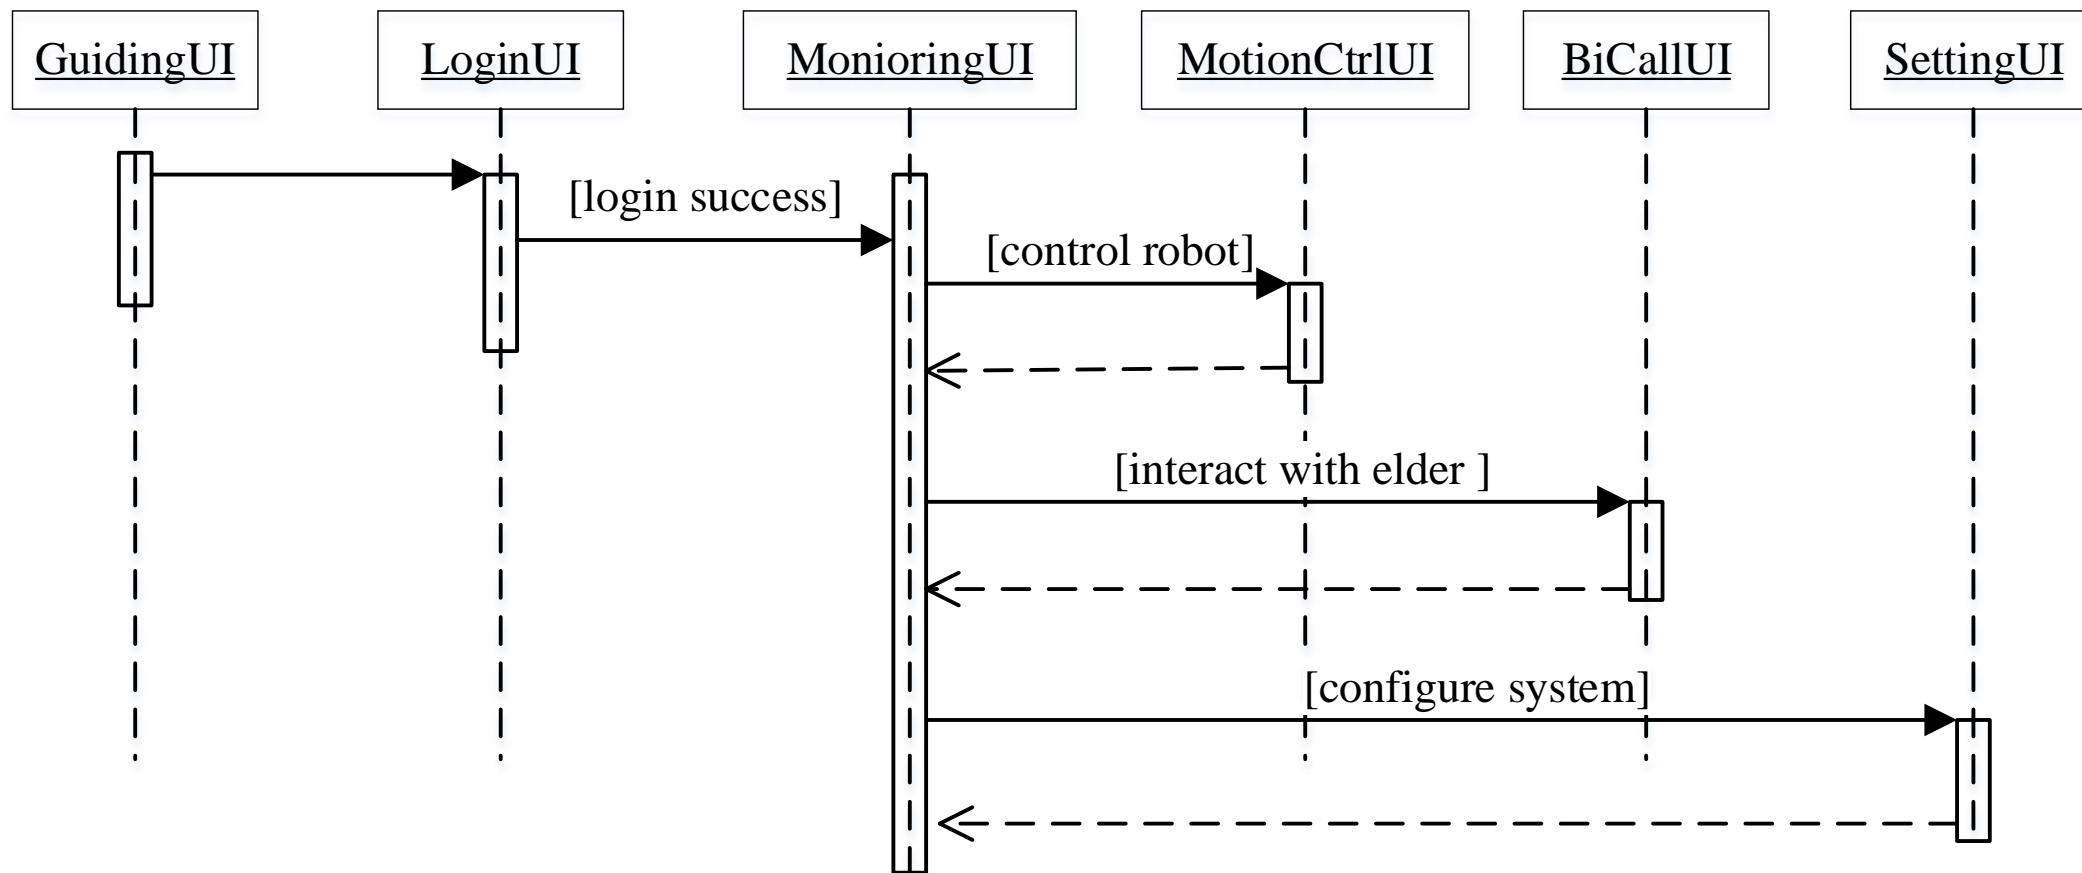 GuidingUI
LoginUI
MonioringUI
MotionCtrlUI
BiCallUI
SettingUI
[login success]
[control robot]
[interact with elder ]
[configure system]